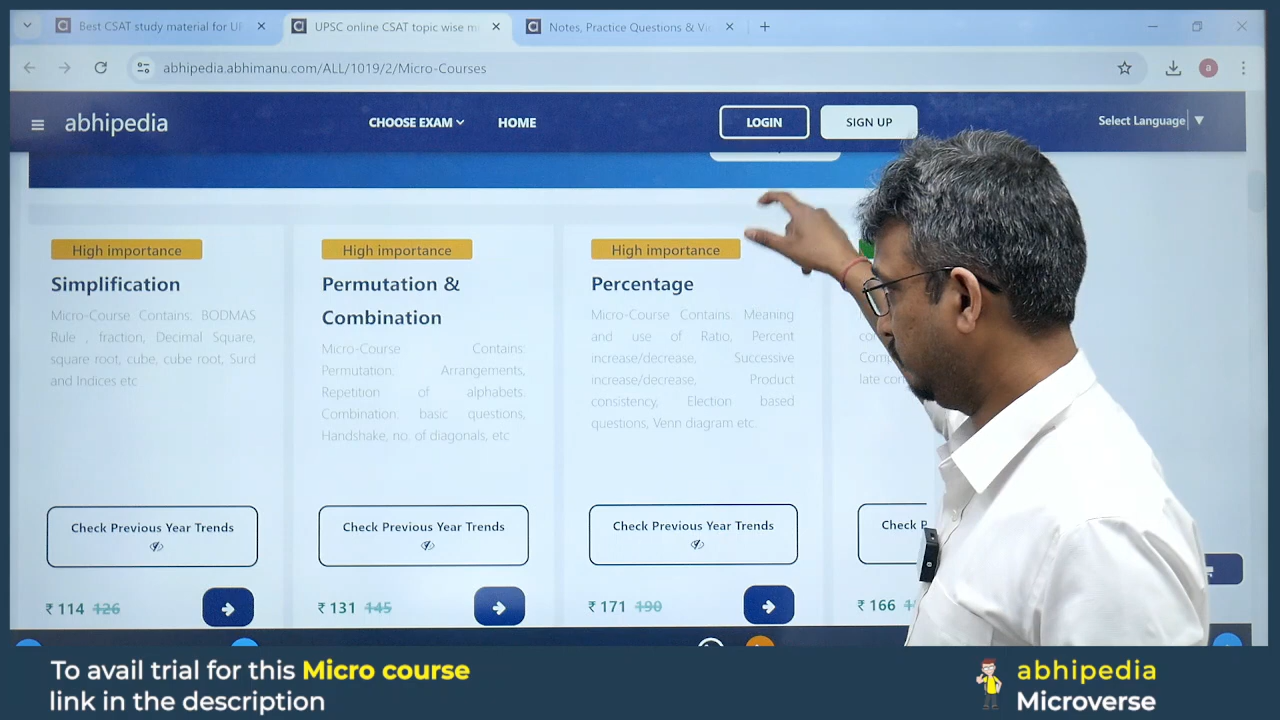 Best CSAT study material for UP
UPSC online CSAT topic wise m
Notes, Practice Questions & Vi
abhipedia.abhimanu.com/ALL/1019/2/Micro-Courses
a
abhipedia
CHOOSE EXAM
HOME
LOGIN
SIGN UP
Select Language
High importance
Simplification
Micro-Course Contains: BODMAS
Rule , fraction, Decimal Square,
square root, cube, cube root, Surd
and Indices etc
Check Previous Year Trends
₹ 114 126
High importance
Permutation &
Combination
Micro-Course Contains:
Permutation: Arrangements,
Repetition of alphabets.
Combination: basic questions,
Handshake, no. of diagonals, etc
Check Previous Year Trends
₹ 131 145
High importance
Percentage
Micro-Course Contains: Meaning
and use of Ratio, Percent
increase/decrease, Successive
increase/decrease, Product
consistency, Election based
questions, Venn diagram etc.
Check Previous Year Trends
₹ 171 190
late
Check
₹ 166
To avail trial for this Micro course
link in the description
abhipedia
Microverse